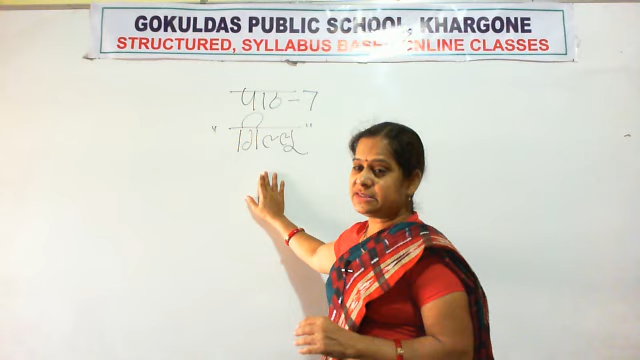 GOKULDAS PUBLIC SCHOOL, KHARGONE
STRUCTURED, SYLLABUS BASED ONLINE CLASSES
पाठ-7
"गिल्लू"